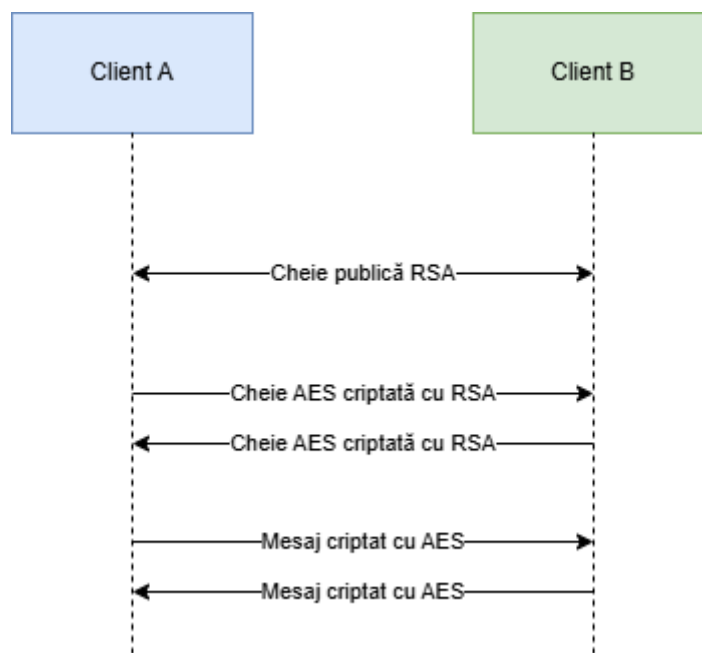 Client A
Client B
Cheie publică RSA
Cheie AES criptată cu RSA
Cheie AES criptată cu RSA
Mesaj criptat cu AES
Mesaj criptat cu AES